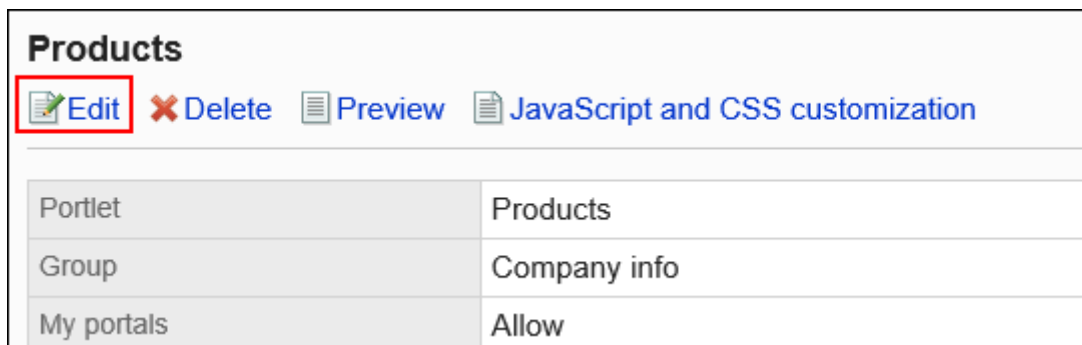 Products
Edit Delete Preview JavaScript and CSS customization
Portlet Products
Group Company info
My portals Allow